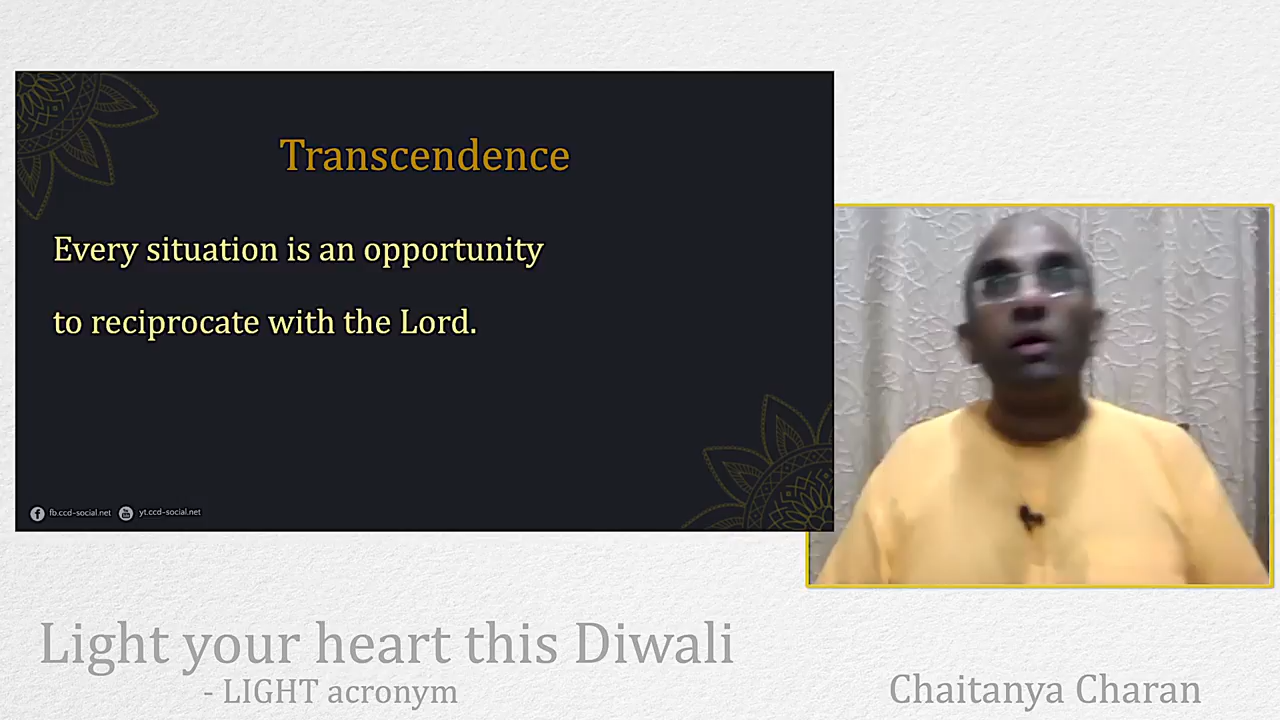 Transcendence
Every situation is an opportunity
to reciprocate with the Lord.
fb.ccd-social.net yt.ccd-social.net
Light your heart this Diwali
- LIGHT acronym
Chaitanya Charan